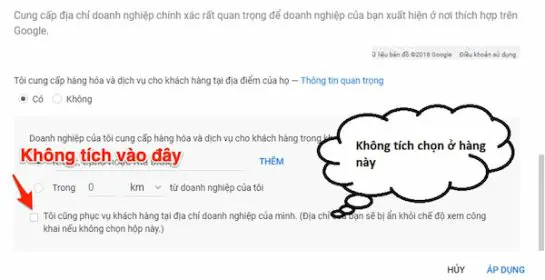 Cung cấp địa chỉ doanh nghiệp chính xác rất quan trọng để doanh nghiệp của bạn xuất hiện ở nơi thích hợp trên
Google.
ữ liệu bản đồ ©2018 Google Điều khoản sử dụng
Tôi cung cấp hàng hóa và dịch vụ cho khách hàng tại địa điểm của họ — Thông tin quan trọng
Có Không
Doanh nghiệp của tôi cung cấp hàng hóa và dịch vụ cho khách hàng trong kh
Không tích vào đây
THÊM
Không tích chọn ở hàng
này
Trong 0 km từ doanh nghiệp của tôi
Tôi cũng phục vụ khách hàng tại địa chỉ doanh nghiệp của mình. (Địa chỉ của bạn sẽ bị ẩn khỏi chế độ xem công
khai nếu không chọn hộp này.)
HỦY ÁP DỤNG